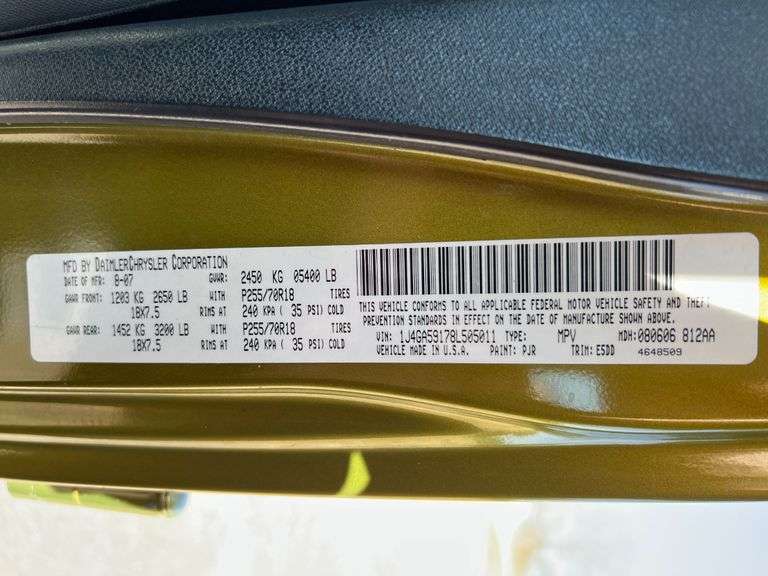 MFD BY DAIMLERCHRYSLER CORPORATION
DATE OF MFR: 8-07 GVWR: 2450 KG 05400 LB
GAWR FRONT: 1203 KG 2650 LB WITH P255/70R18 TIRES
18X7.5 RIMS AT 240 KPA ( 35 PSI) COLD
GAWR REAR: 1452 KG 3200 LB WITH P255/70R18 TIRES
18X7.5 RIMS AT 240 KPA ( 35 PSI) COLD
THIS VEHICLE CONFORMS TO ALL APPLICABLE FEDERAL MOTOR VEHICLE SAFETY AND THEFT
PREVENTION STANDARDS IN EFFECT ON THE DATE OF MANUFACTURE SHOWN ABOVE.
VIN: 1J4GA59178L505011 TYPE: MPV MDH: 080606 812AA
VEHICLE MADE IN U.S.A. PAINT: PJR TRIM: E5DD 4648509